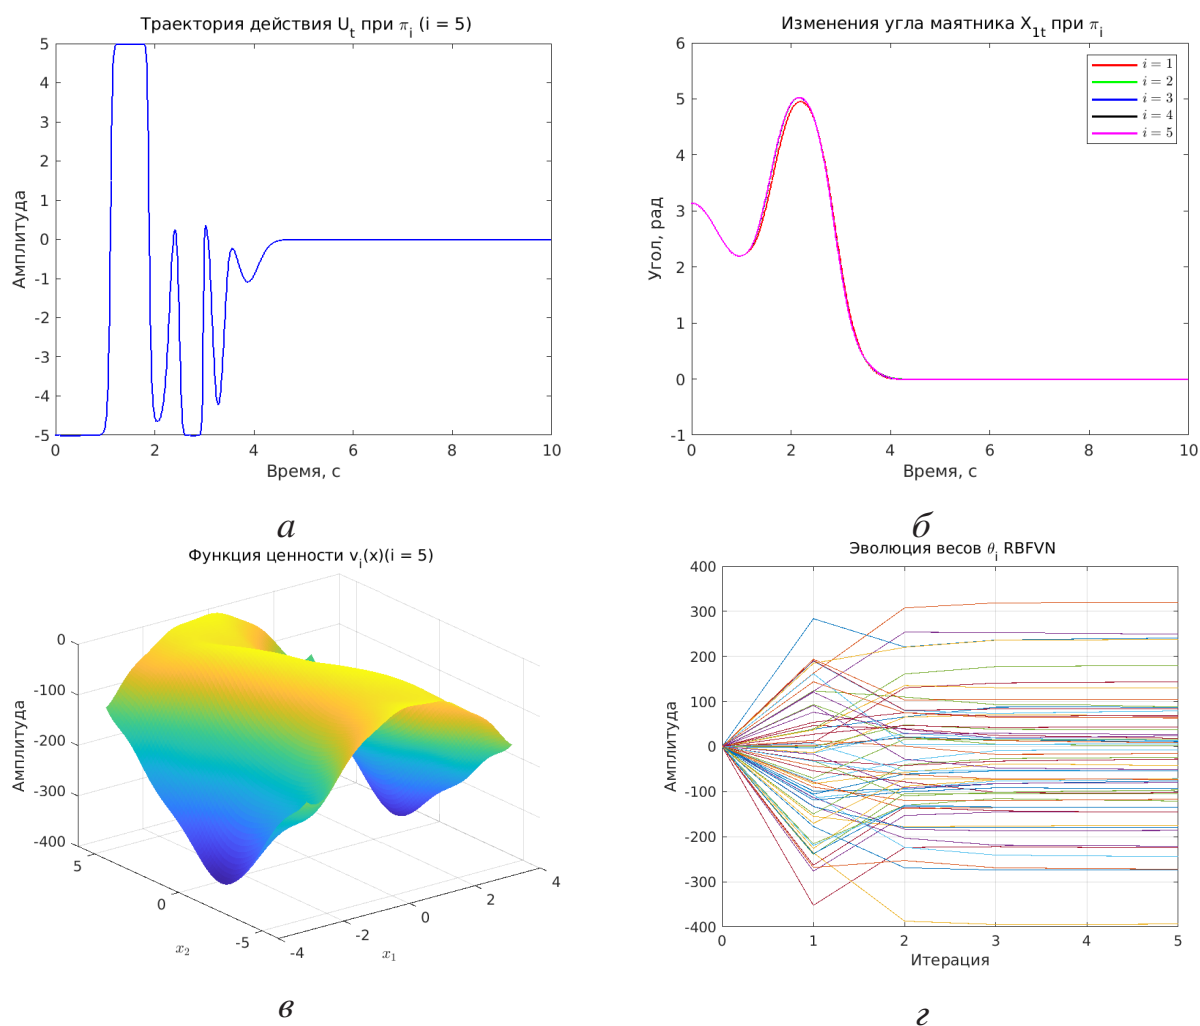 Траектория действия U_t при π_i (i = 5)
Амплитуда
5
4
3
2
1
0
-1
-2
-3
-4
-5
0 2 4 6 8 10
Время, с
а
Изменения угла маятника X_1t при π_i
Угол, рад
6
5
4
3
2
1
0
-1
0 2 4 6 8 10
Время, с
i = 1
i = 2
i = 3
i = 4
i = 5
б
Функция ценности v_i(x)(i = 5)
Амплитуда
0
-100
-200
-300
-400
5
0
-5
x_2
-4
-2
0
2
4
x_1
в
Эволюция весов θ_i RBFVN
Амплитуда
400
300
200
100
0
-100
-200
-300
-400
0 1 2 3 4 5
Итерация
г